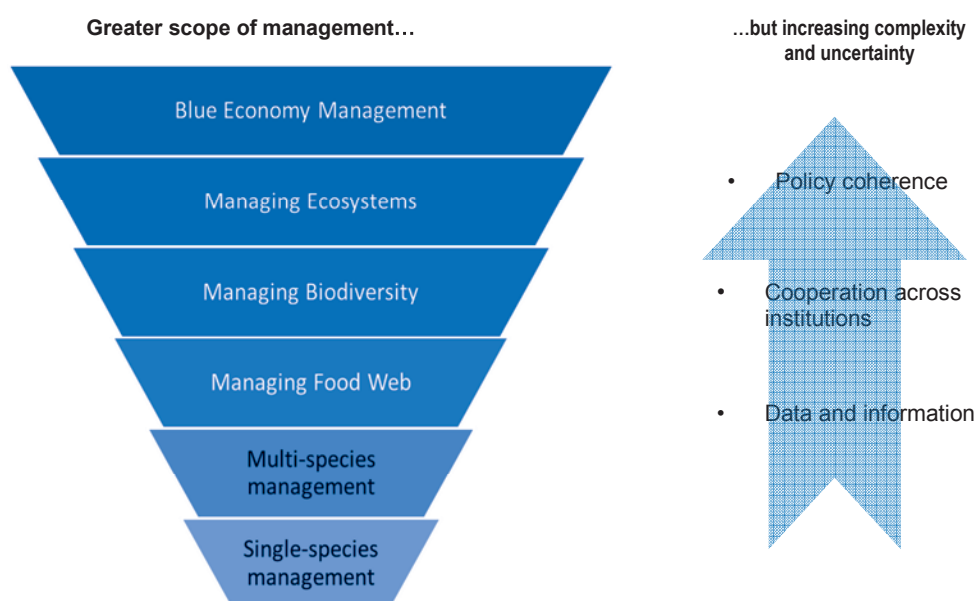 Greater scope of management…
Blue Economy Management
Managing Ecosystems
Managing Biodiversity
Managing Food Web
Multi-species
management
Single-species
management
…but increasing complexity
and uncertainty
• Policy coherence
• Cooperation across
institutions
• Data and information